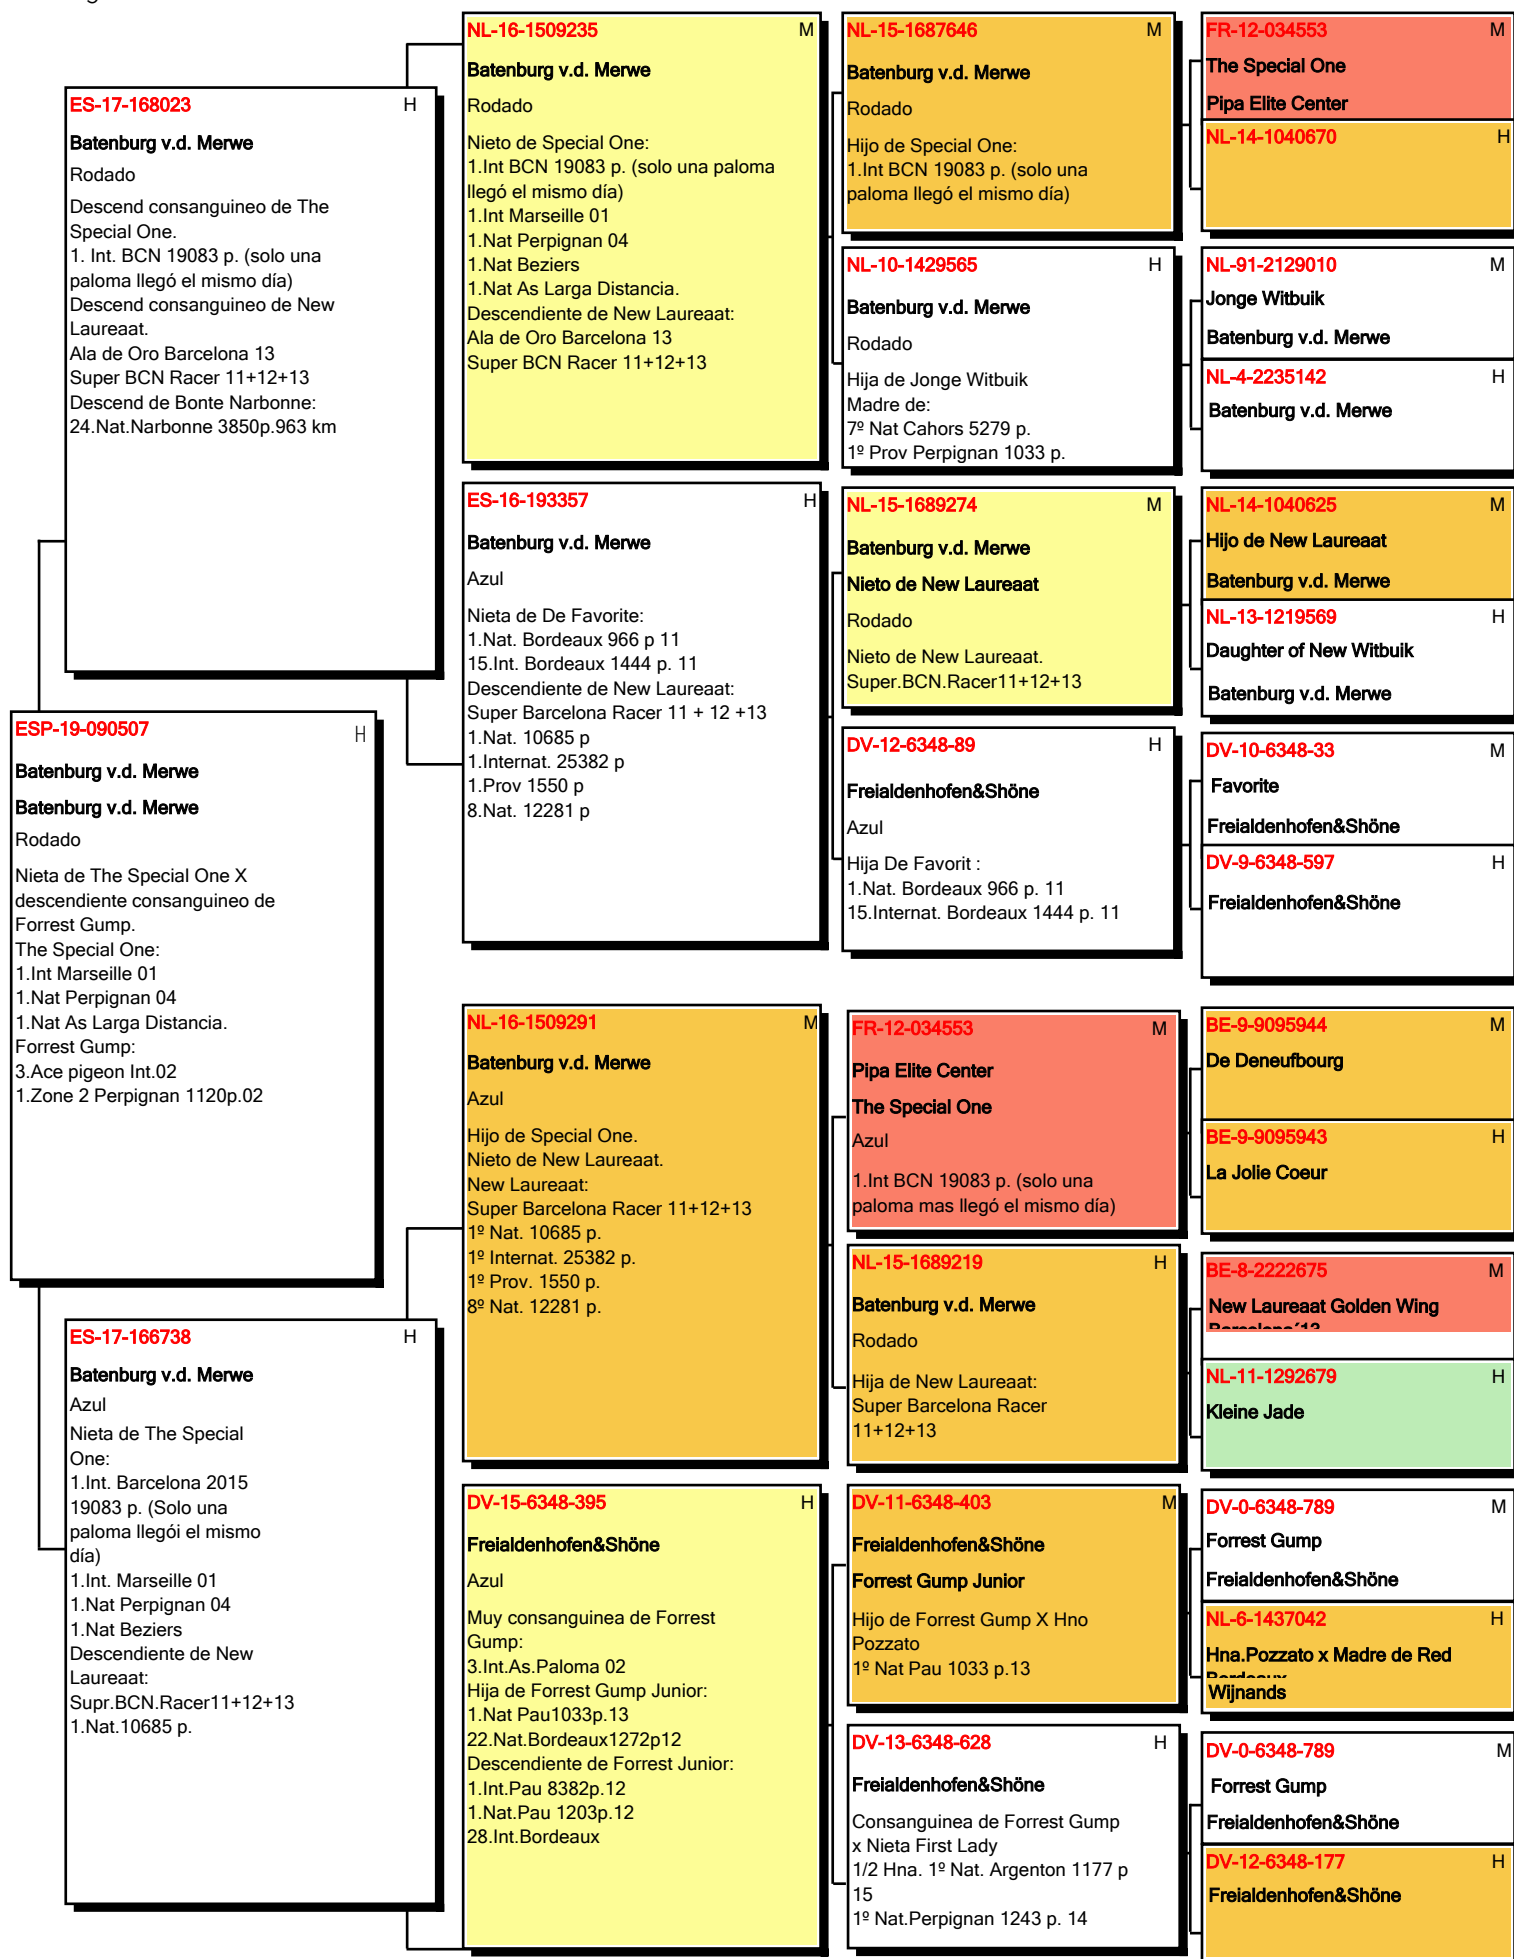 ESP-19-090507 H
Batenburg v.d. Merwe
Batenburg v.d. Merwe
Rodado
Nieta de The Special One X
descendiente consanguineo de
Forrest Gump.
The Special One:
1.Int Marseille 01
1.Nat Perpignan 04
1.Nat As Larga Distancia.
Forrest Gump:
3.Ace pigeon Int.02
1.Zone 2 Perpignan 1120p.02
ES-17-168023 H
Batenburg v.d. Merwe
Rodado
Descend consanguineo de The
Special One.
1. Int. BCN 19083 p. (solo una
paloma llegó el mismo día)
Descend consanguineo de New
Laureaat.
Ala de Oro Barcelona 13
Super BCN Racer 11+12+13
Descend de Bonte Narbonne:
24.Nat.Narbonne 3850p.963 km
ES-17-166738 H
Batenburg v.d. Merwe
Azul
Nieta de The Special
One:
1.Int. Barcelona 2015
19083 p. (Solo una
paloma llegói el mismo
día)
1.Int. Marseille 01
1.Nat Perpignan 04
1.Nat Beziers
Descendiente de New
Laureaat:
Supr.BCN.Racer11+12+13
1.Nat.10685 p.
NL-16-1509235 M
Batenburg v.d. Merwe
Rodado
Nieto de Special One:
1.Int BCN 19083 p. (solo una paloma
llegó el mismo día)
1.Int Marseille 01
1.Nat Perpignan 04
1.Nat Beziers
1.Nat As Larga Distancia.
Descendiente de New Laureaat:
Ala de Oro Barcelona 13
Super BCN Racer 11+12+13
ES-16-193357 H
Batenburg v.d. Merwe
Azul
Nieta de De Favorite:
1.Nat. Bordeaux 966 p 11
15.Int. Bordeaux 1444 p. 11
Descendiente de New Laureaat:
Super Barcelona Racer 11 + 12 +13
1.Nat. 10685 p
1.Internat. 25382 p
1.Prov 1550 p
8.Nat. 12281 p
NL-16-1509291 M
Batenburg v.d. Merwe
Azul
Hijo de Special One.
Nieto de New Laureaat.
New Laureaat:
Super Barcelona Racer 11+12+13
1º Nat. 10685 p.
1º Internat. 25382 p.
1º Prov. 1550 p.
8º Nat. 12281 p.
DV-15-6348-395 H
Freialdenhofen&Shöne
Azul
Muy consanguinea de Forrest
Gump:
3.Int.As.Paloma 02
Hija de Forrest Gump Junior:
1.Nat Pau1033p.13
22.Nat.Bordeaux1272p12
Descendiente de Forrest Junior:
1.Int.Pau 8382p.12
1.Nat.Pau 1203p.12
28.Int.Bordeaux
NL-15-1687646 M
Batenburg v.d. Merwe
Rodado
Hijo de Special One:
1.Int BCN 19083 p. (solo una
paloma llegó el mismo día)
NL-10-1429565 H
Batenburg v.d. Merwe
Rodado
Hija de Jonge Witbuik
Madre de:
7º Nat Cahors 5279 p.
1º Prov Perpignan 1033 p.
NL-15-1689274 M
Batenburg v.d. Merwe
Nieto de New Laureaat
Rodado
Nieto de New Laureaat.
Super.BCN.Racer11+12+13
DV-12-6348-89 H
Freialdenhofen&Shöne
Azul
Hija De Favorit :
1.Nat. Bordeaux 966 p. 11
15.Internat. Bordeaux 1444 p. 11
FR-12-034553 M
Pipa Elite Center
The Special One
Azul
1.Int BCN 19083 p. (solo una
paloma mas llegó el mismo día)
NL-15-1689219 H
Batenburg v.d. Merwe
Rodado
Hija de New Laureaat:
Super Barcelona Racer
11+12+13
DV-11-6348-403 M
Freialdenhofen&Shöne
Forrest Gump Junior
Hijo de Forrest Gump X Hno
Pozzato
1º Nat Pau 1033 p.13
DV-13-6348-628 H
Freialdenhofen&Shöne
Consanguinea de Forrest Gump
x Nieta First Lady
1/2 Hna. 1º Nat. Argenton 1177 p
15
1º Nat.Perpignan 1243 p. 14
FR-12-034553 M
The Special One
Pipa Elite Center
NL-14-1040670 H
NL-91-2129010 M
Jonge Witbuik
Batenburg v.d. Merwe
NL-4-2235142 H
Batenburg v.d. Merwe
NL-14-1040625 M
Hijo de New Laureaat
Batenburg v.d. Merwe
NL-13-1219569 H
Daughter of New Witbuik
Batenburg v.d. Merwe
DV-10-6348-33 M
Favorite
Freialdenhofen&Shöne
DV-9-6348-597 H
Freialdenhofen&Shöne
BE-9-9095944 M
De Deneufbourg
BE-9-9095943 H
La Jolie Coeur
BE-8-2222675 M
New Laureaat Golden Wing
Barcelona´13
NL-11-1292679 H
Kleine Jade
DV-0-6348-789 M
Forrest Gump
Freialdenhofen&Shöne
NL-6-1437042 H
Hna.Pozzato x Madre de Red
Bordeaux
Wijnands
DV-0-6348-789 M
Forrest Gump
Freialdenhofen&Shöne
DV-12-6348-177 H
Freialdenhofen&Shöne